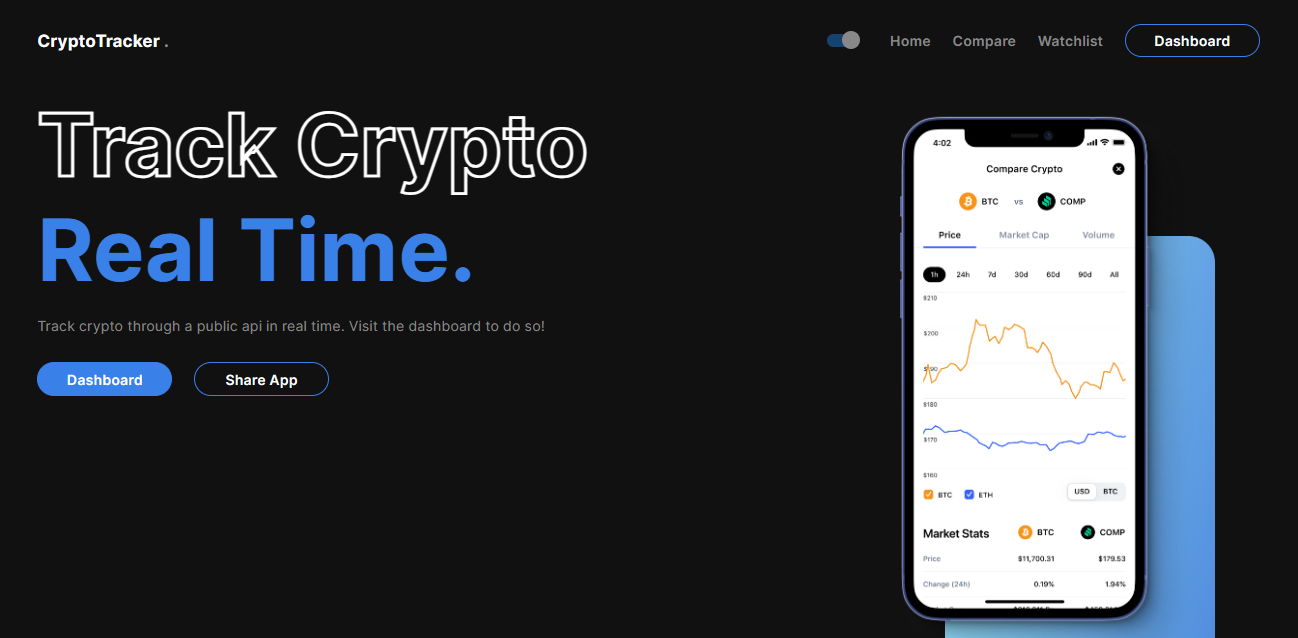 CryptoTracker .
Home Compare Watchlist Dashboard
Track Crypto
Real Time.
Track crypto through a public api in real time. Visit the dashboard to do so!
Dashboard Share App
4:02
Compare Crypto
BTC vs COMP
Price Market Cap Volume
1h 24h 7d 30d 60d 90d All
$210
$200
$190
$180
$170
$160
BTC ETH USD BTC
Market Stats BTC COMP
Price $11,700.31 $179.53
Change (24h) 0.19% 1.94%